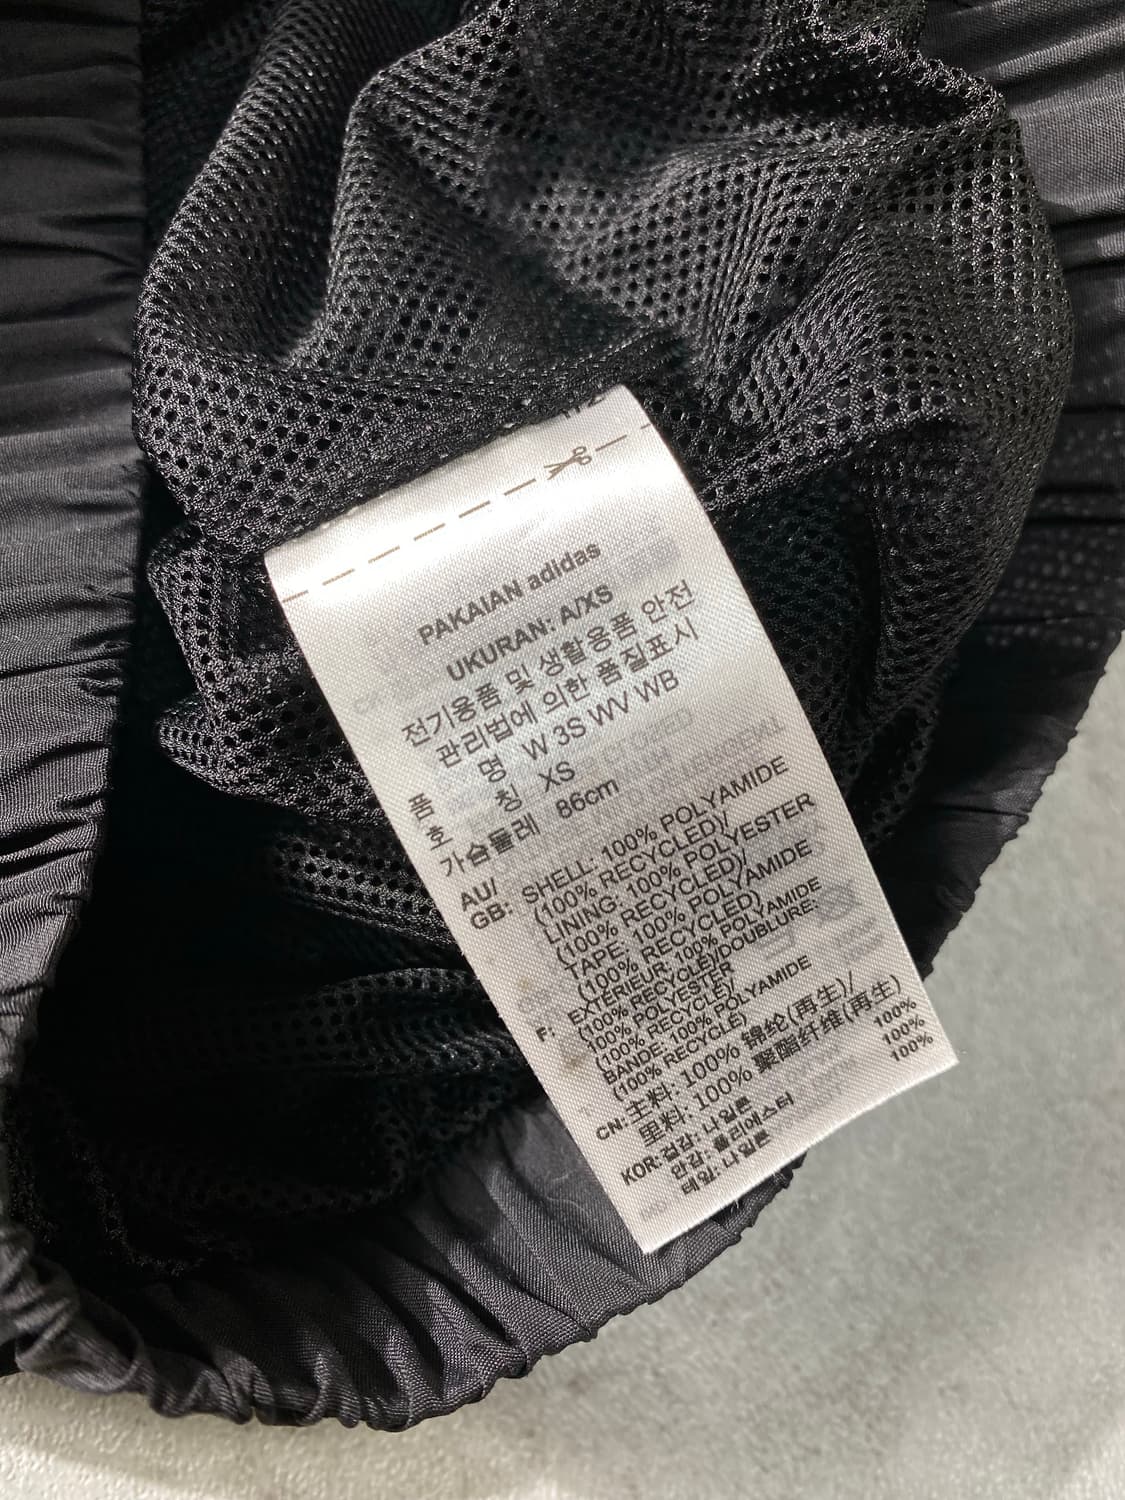 PAKAIAN adidas
UKURAN: A/XS
전기용품 및 생활용품 안전
관리법에 의한 품질표시
품 명 W 3S WV WB
호 칭 XS
가슴둘레 86cm
AU/
GB: SHELL: 100% POLYAMIDE
(100% RECYCLED)/
LINING: 100% POLYESTER
(100% RECYCLED)/
TAPE: 100% POLYAMIDE
(100% RECYCLED)
F: EXTÉRIEUR: 100% POLYAMIDE
(100% RECYCLÉ)/DOUBLURE:
100% POLYESTER
(100% RECYCLÉ)/
BANDE: 100% POLYAMIDE
(100% RECYCLÉ)
CN: 主料: 100% 锦纶(再生)/
里料: 100% 聚酯纤维(再生)
KOR: 겉감: 나일론 100%
안감: 폴리에스터 100%
테잎: 나일론 100%